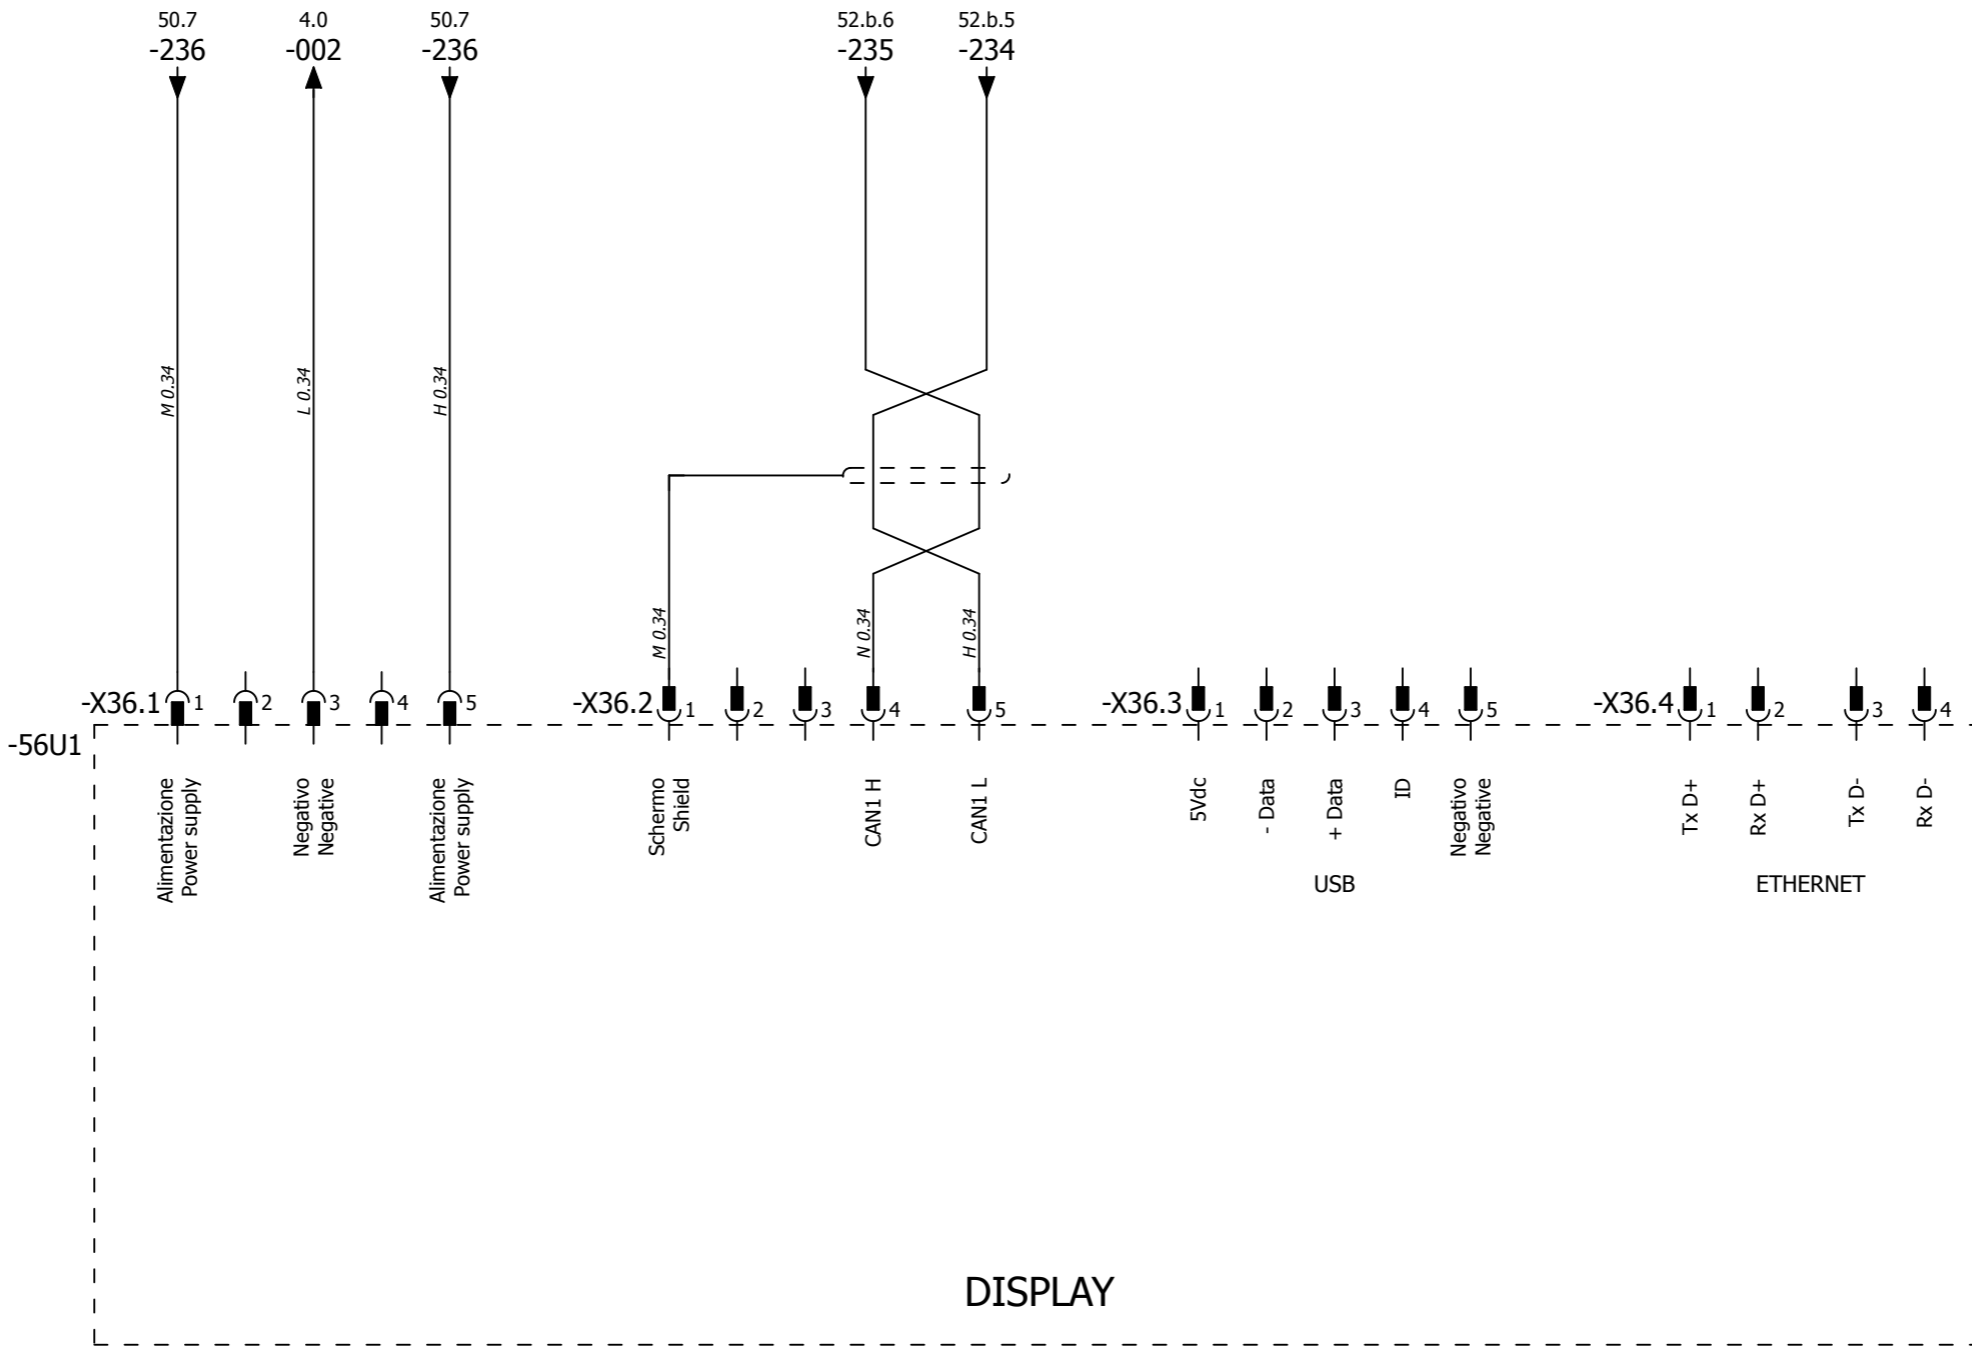 50.7
-236
4.0
-002
50.7
-236
52.b.6
-235
52.b.5
-234
M 0.34
L 0.34
H 0.34
M 0.34
N 0.34
H 0.34
-X36.1
1
2
3
4
5
-X36.2
1
2
3
4
5
-X36.3
1
2
3
4
5
-X36.4
1
2
3
4
-56U1
Alimentazione
Power supply
Negativo
Negative
Alimentazione
Power supply
Schermo
Shield
CAN1 H
CAN1 L
5Vdc
- Data
+ Data
ID
Negativo
Negative
Tx D+
Rx D+
Tx D-
Rx D-
USB
ETHERNET
DISPLAY